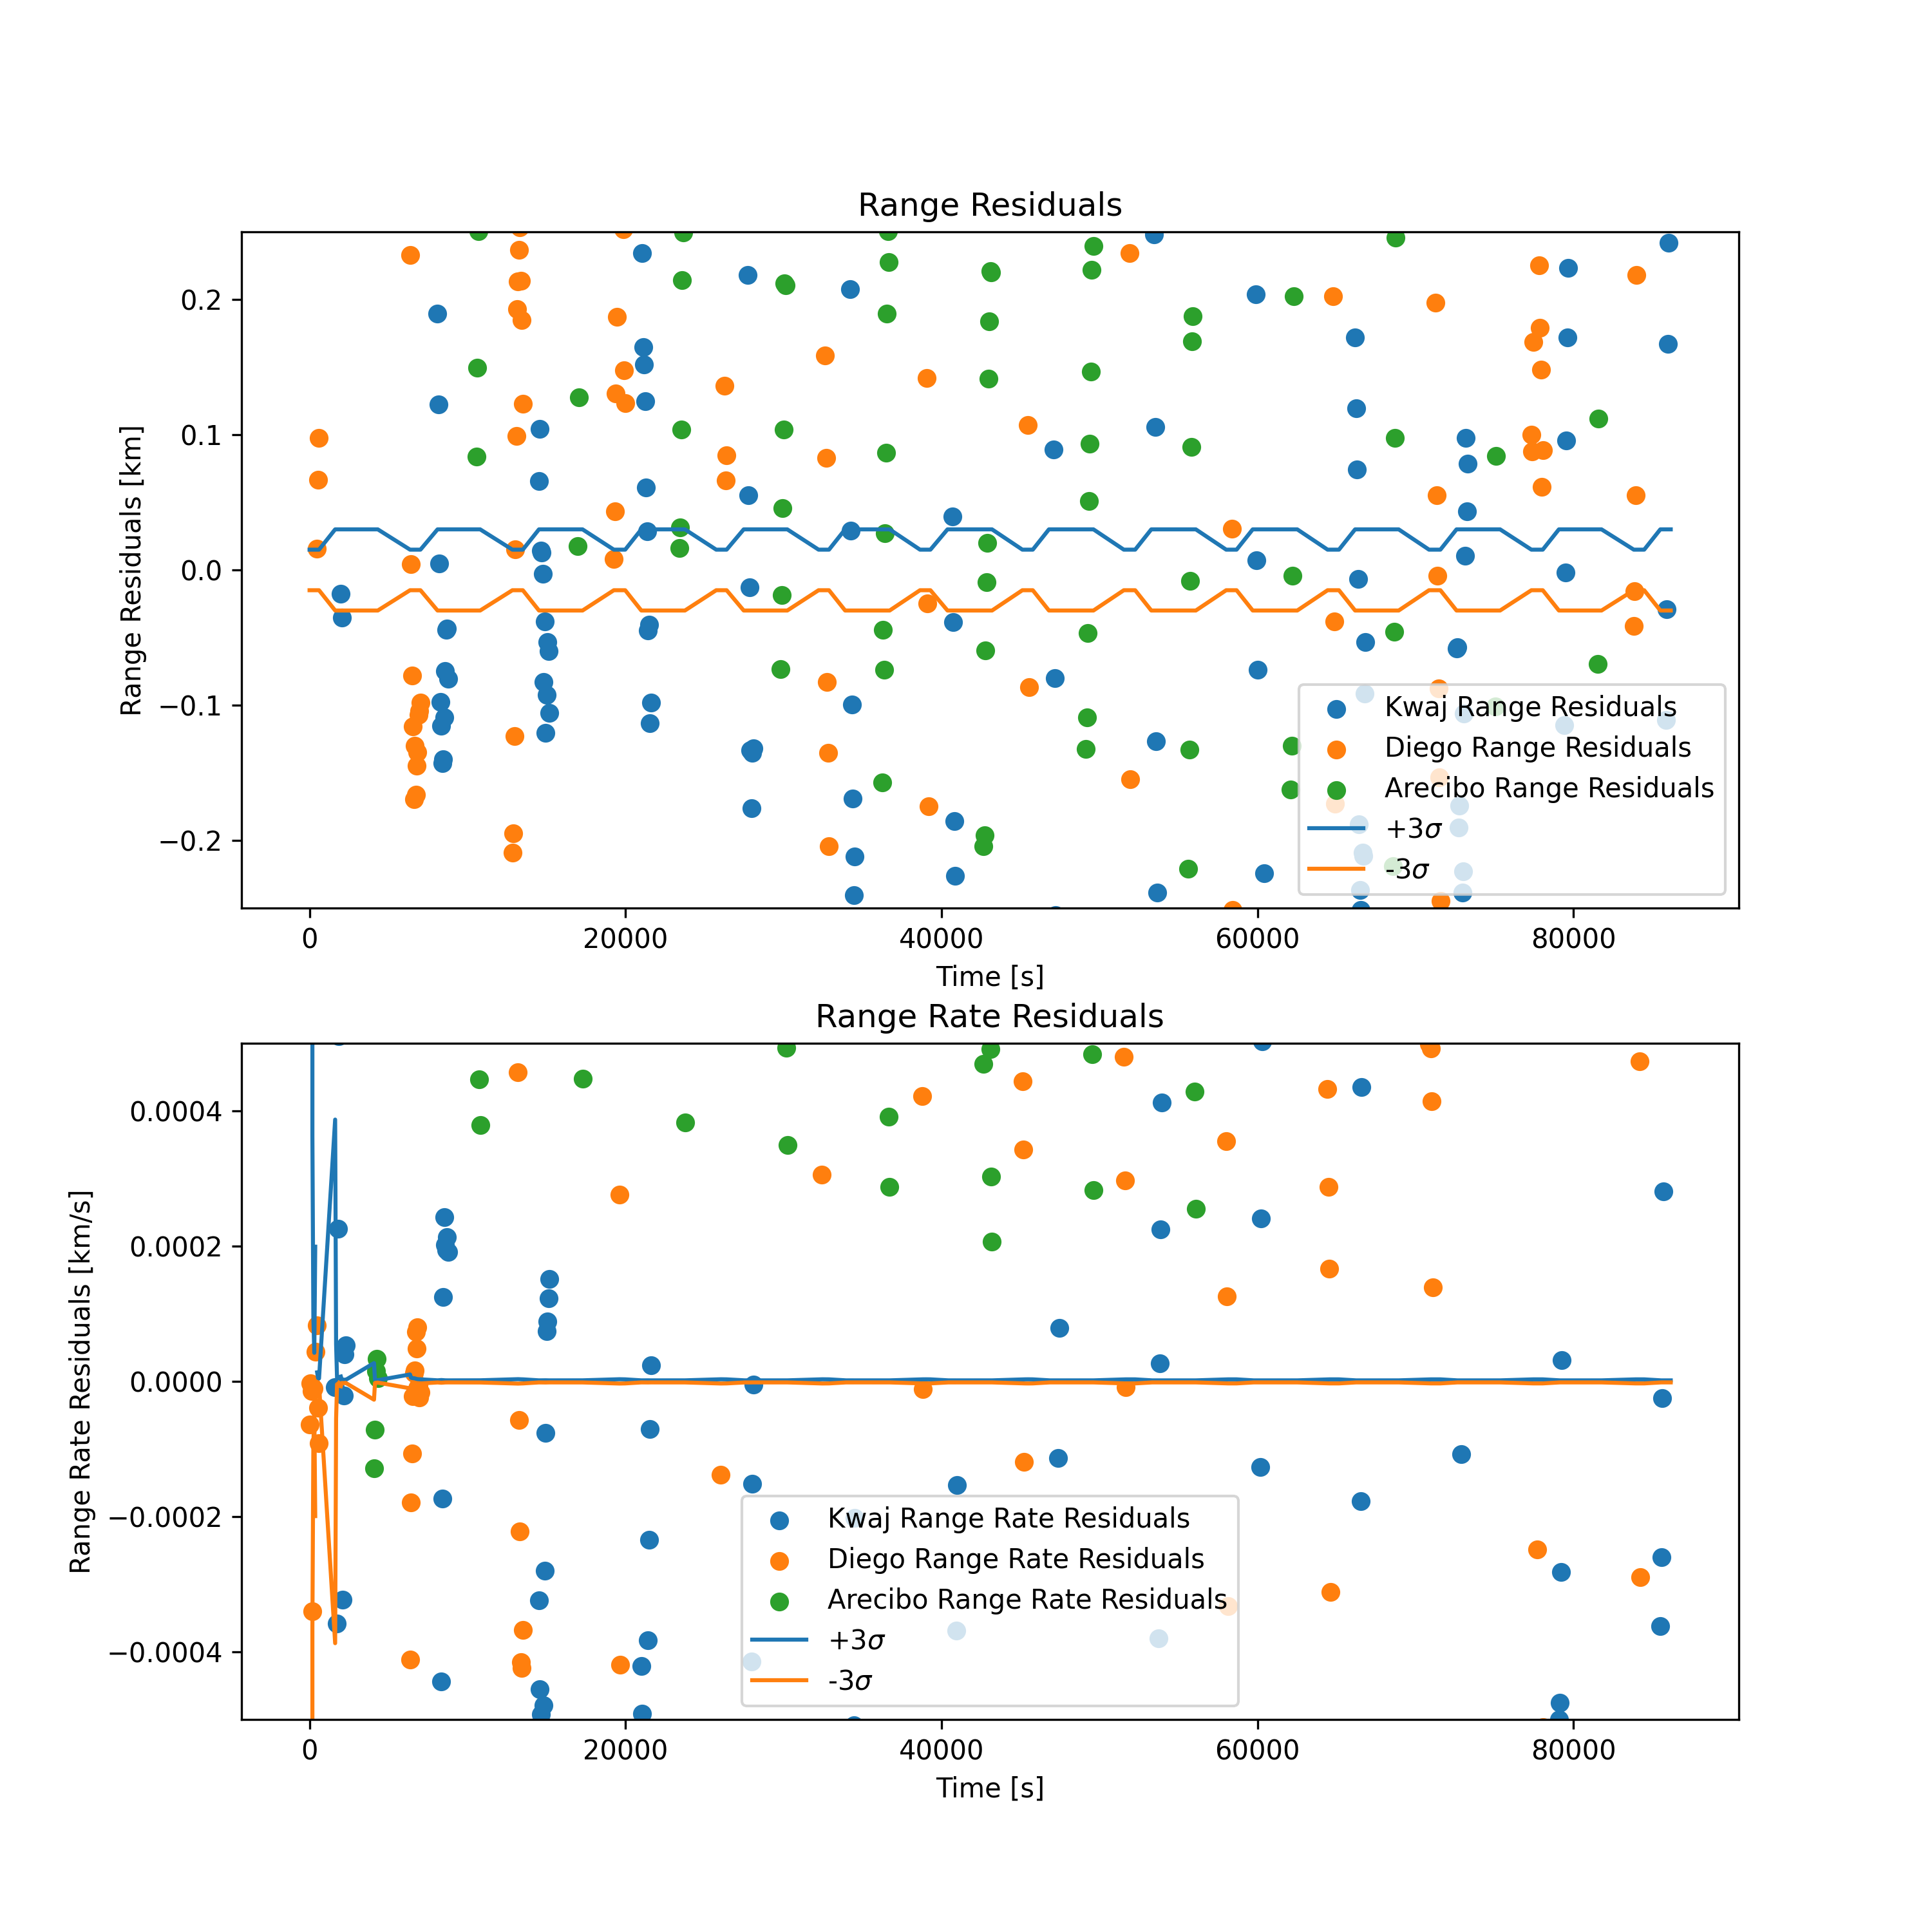 Range Residuals
Range Residuals [km]
0.2
0.1
0.0
−0.1
−0.2
Kwaj Range Residuals
Diego Range Residuals
Arecibo Range Residuals
+3σ
-3σ
0 20000 40000 60000 80000
Time [s]
Range Rate Residuals
Range Rate Residuals [km/s]
0.0004
0.0002
0.0000
−0.0002
−0.0004
Kwaj Range Rate Residuals
Diego Range Rate Residuals
Arecibo Range Rate Residuals
+3σ
-3σ
0 20000 40000 60000 80000
Time [s]